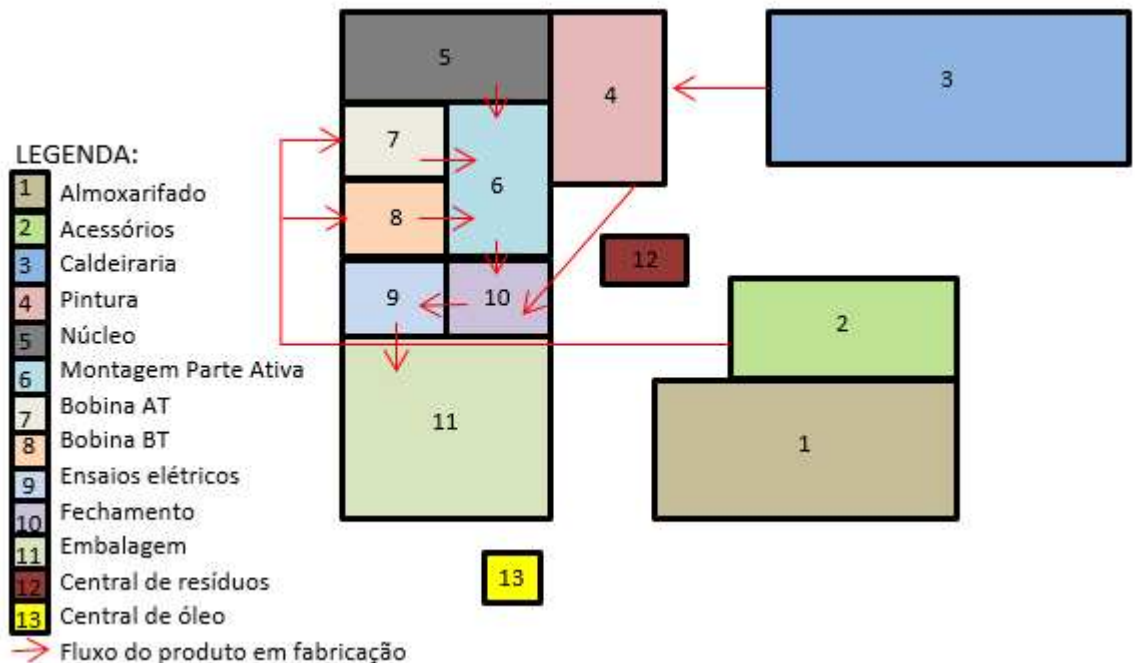 5
4
3
7
6
8
12
9
10
2
11
1
13
LEGENDA:
1 Almoxarifado
2 Acessórios
3 Caldeiraria
4 Pintura
5 Núcleo
6 Montagem Parte Ativa
7 Bobina AT
8 Bobina BT
9 Ensaios elétricos
10 Fechamento
11 Embalagem
12 Central de resíduos
13 Central de óleo
Fluxo do produto em fabricação